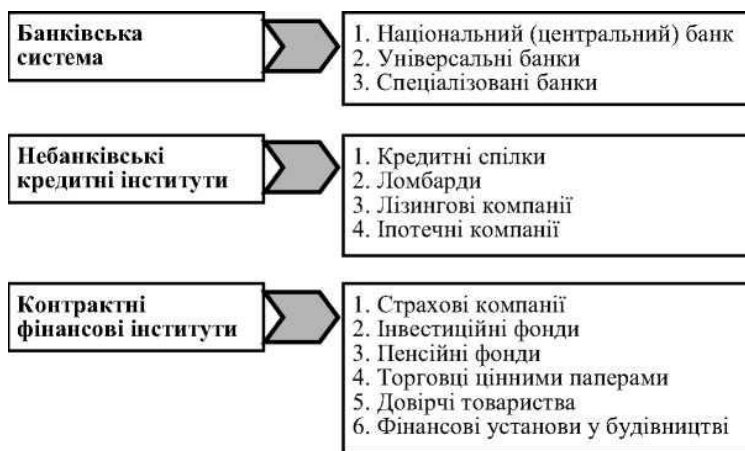 Банківська
система
1. Національний (центральний) банк
2. Універсальні банки
3. Спеціалізовані банки
Небанківські
кредитні інститути
1. Кредитні спілки
2. Ломбарди
3. Лізингові компанії
4. Іпотечні компанії
Контрактні
фінансові інститути
1. Страхові компанії
2. Інвестиційні фонди
3. Пенсійні фонди
4. Торговці цінними паперами
5. Довірчі товариства
6. Фінансові установи у будівництві